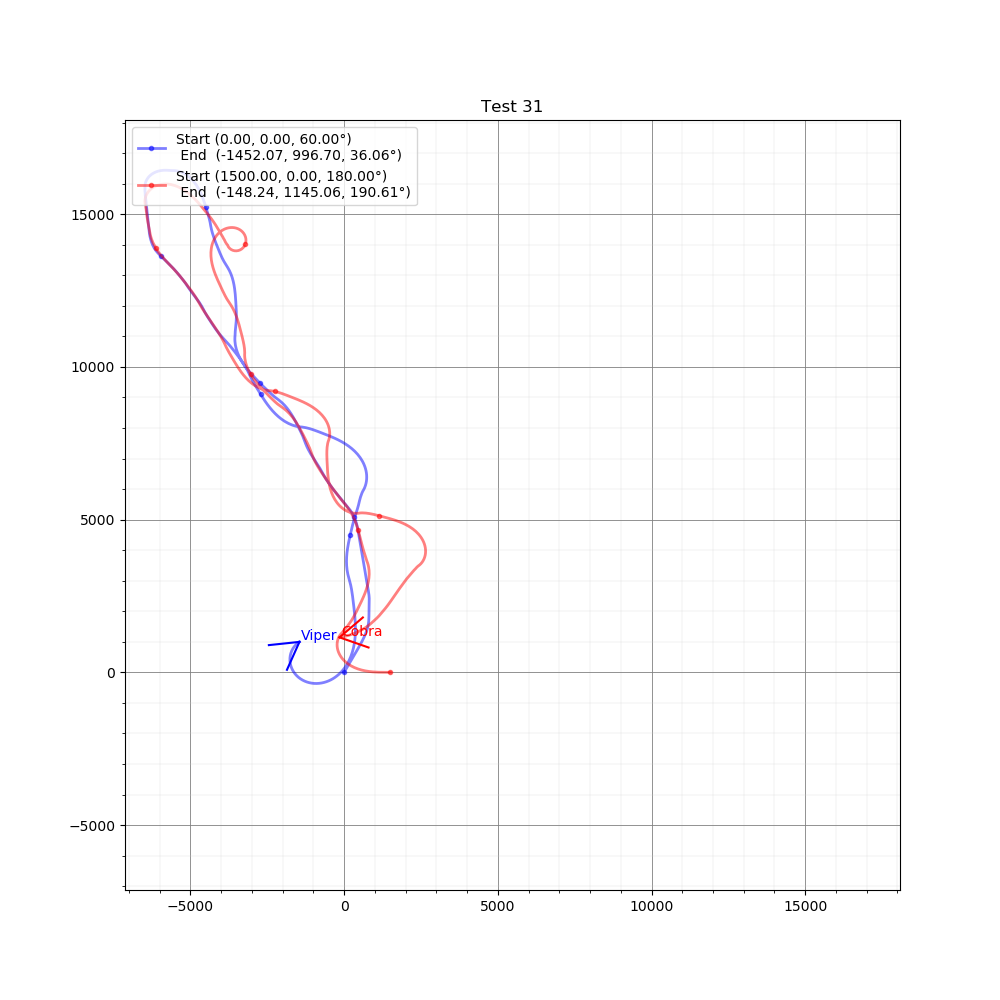 Test 31
Start (0.00, 0.00, 60.00°)
End (-1452.07, 996.70, 36.06°)
Start (1500.00, 0.00, 180.00°)
End (-148.24, 1145.06, 190.61°)
15000
10000
5000
0
−5000
Viper
Cobra
−5000
0
5000
10000
15000